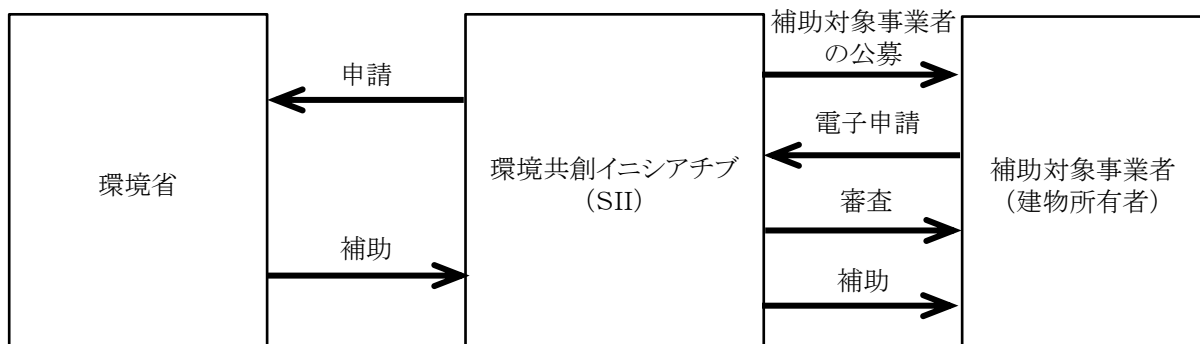 環境省
申請
補助
環境共創イニシアチブ
（SII）
補助対象事業者
の公募
電子申請
審査
補助
補助対象事業者
（建物所有者）